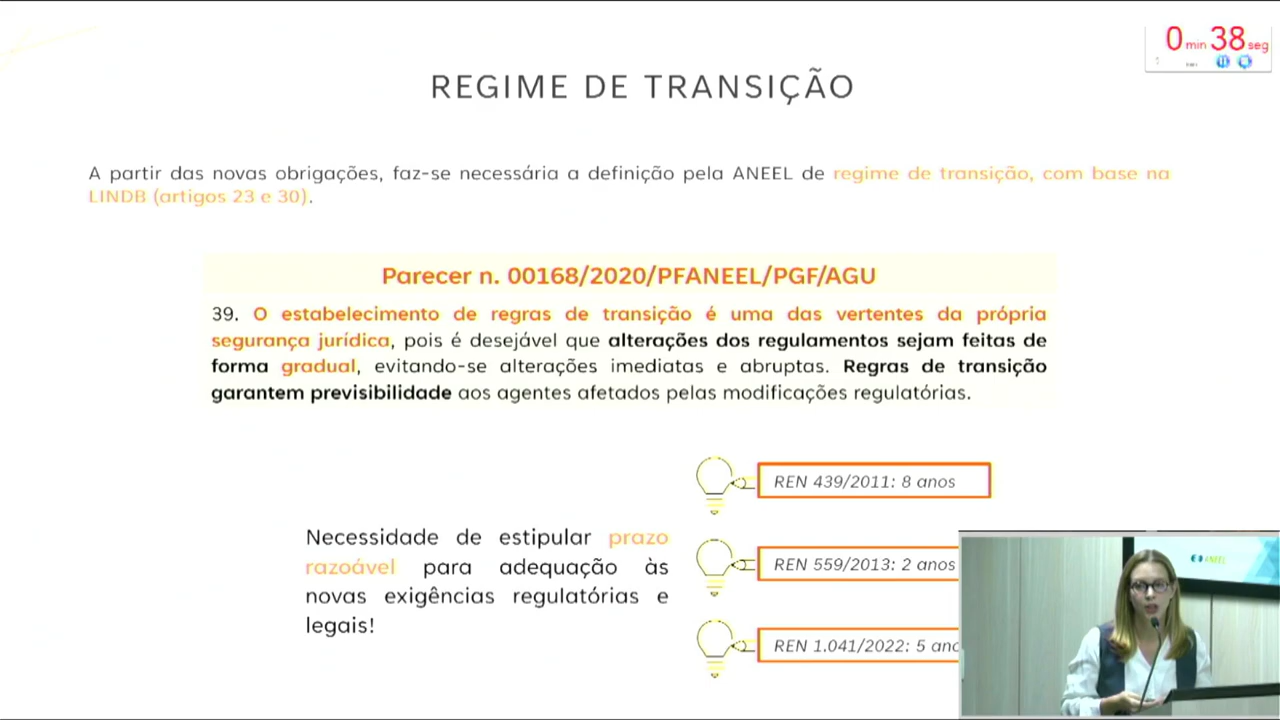 0 min 38 seg
REGIME DE TRANSIÇÃO
A partir das novas obrigações, faz-se necessária a definição pela ANEEL de regime de transição, com base na
LINDB (artigos 23 e 30).
Parecer n. 00168/2020/PFANEEL/PGF/AGU
39. O estabelecimento de regras de transição é uma das vertentes da própria
segurança jurídica, pois é desejável que alterações dos regulamentos sejam feitas de
forma gradual, evitando-se alterações imediatas e abruptas. Regras de transição
garantem previsibilidade aos agentes afetados pelas modificações regulatórias.
Necessidade de estipular prazo
razoável para adequação às
novas exigências regulatórias e
legais!
REN 439/2011: 8 anos
REN 559/2013: 2 anos
REN 1.041/2022: 5 ano
ANEEL